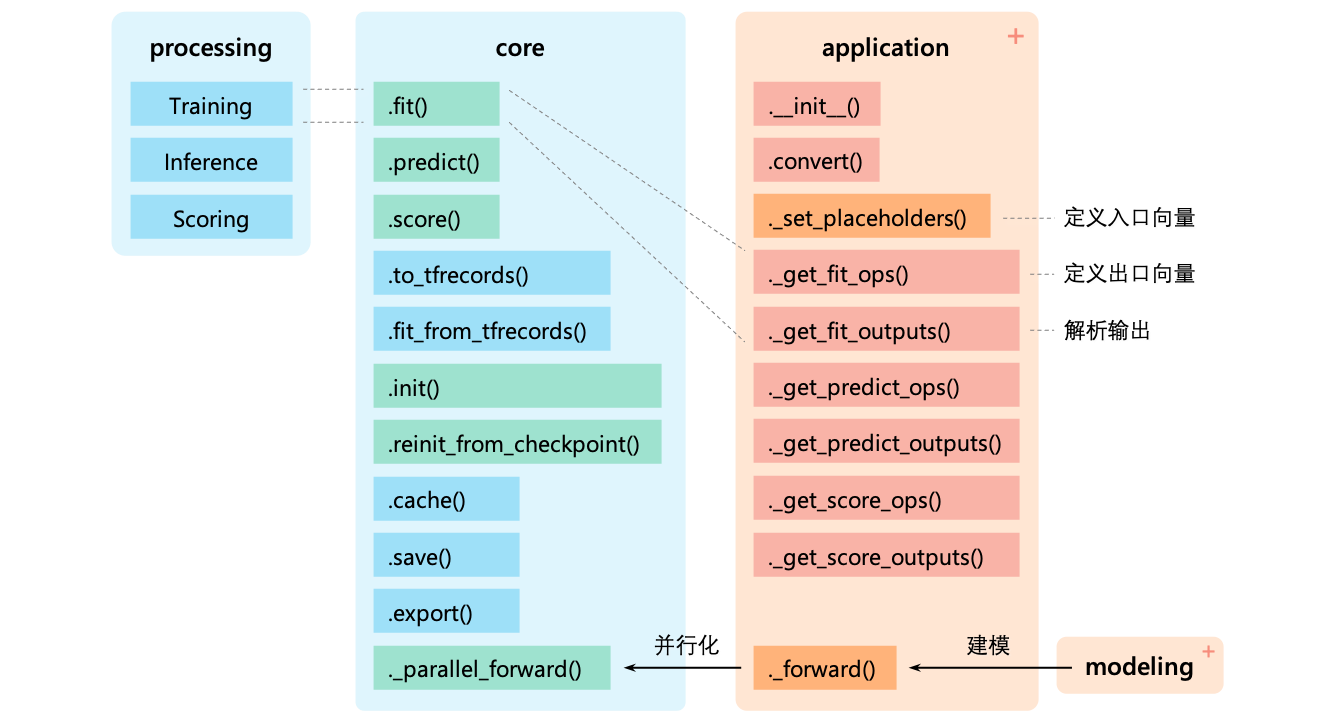 processing
Training
Inference
Scoring
core
.fit()
.predict()
.score()
.to_tfrecords()
.fit_from_tfrecords()
.init()
.reinit_from_checkpoint()
.cache()
.save()
.export()
._parallel_forward()
application
+
.__init__()
.convert()
._set_placeholders()
._get_fit_ops()
._get_fit_outputs()
._get_predict_ops()
._get_predict_outputs()
._get_score_ops()
._get_score_outputs()
._forward()
定义入口向量
定义出口向量
解析输出
并行化
建模
modeling
+